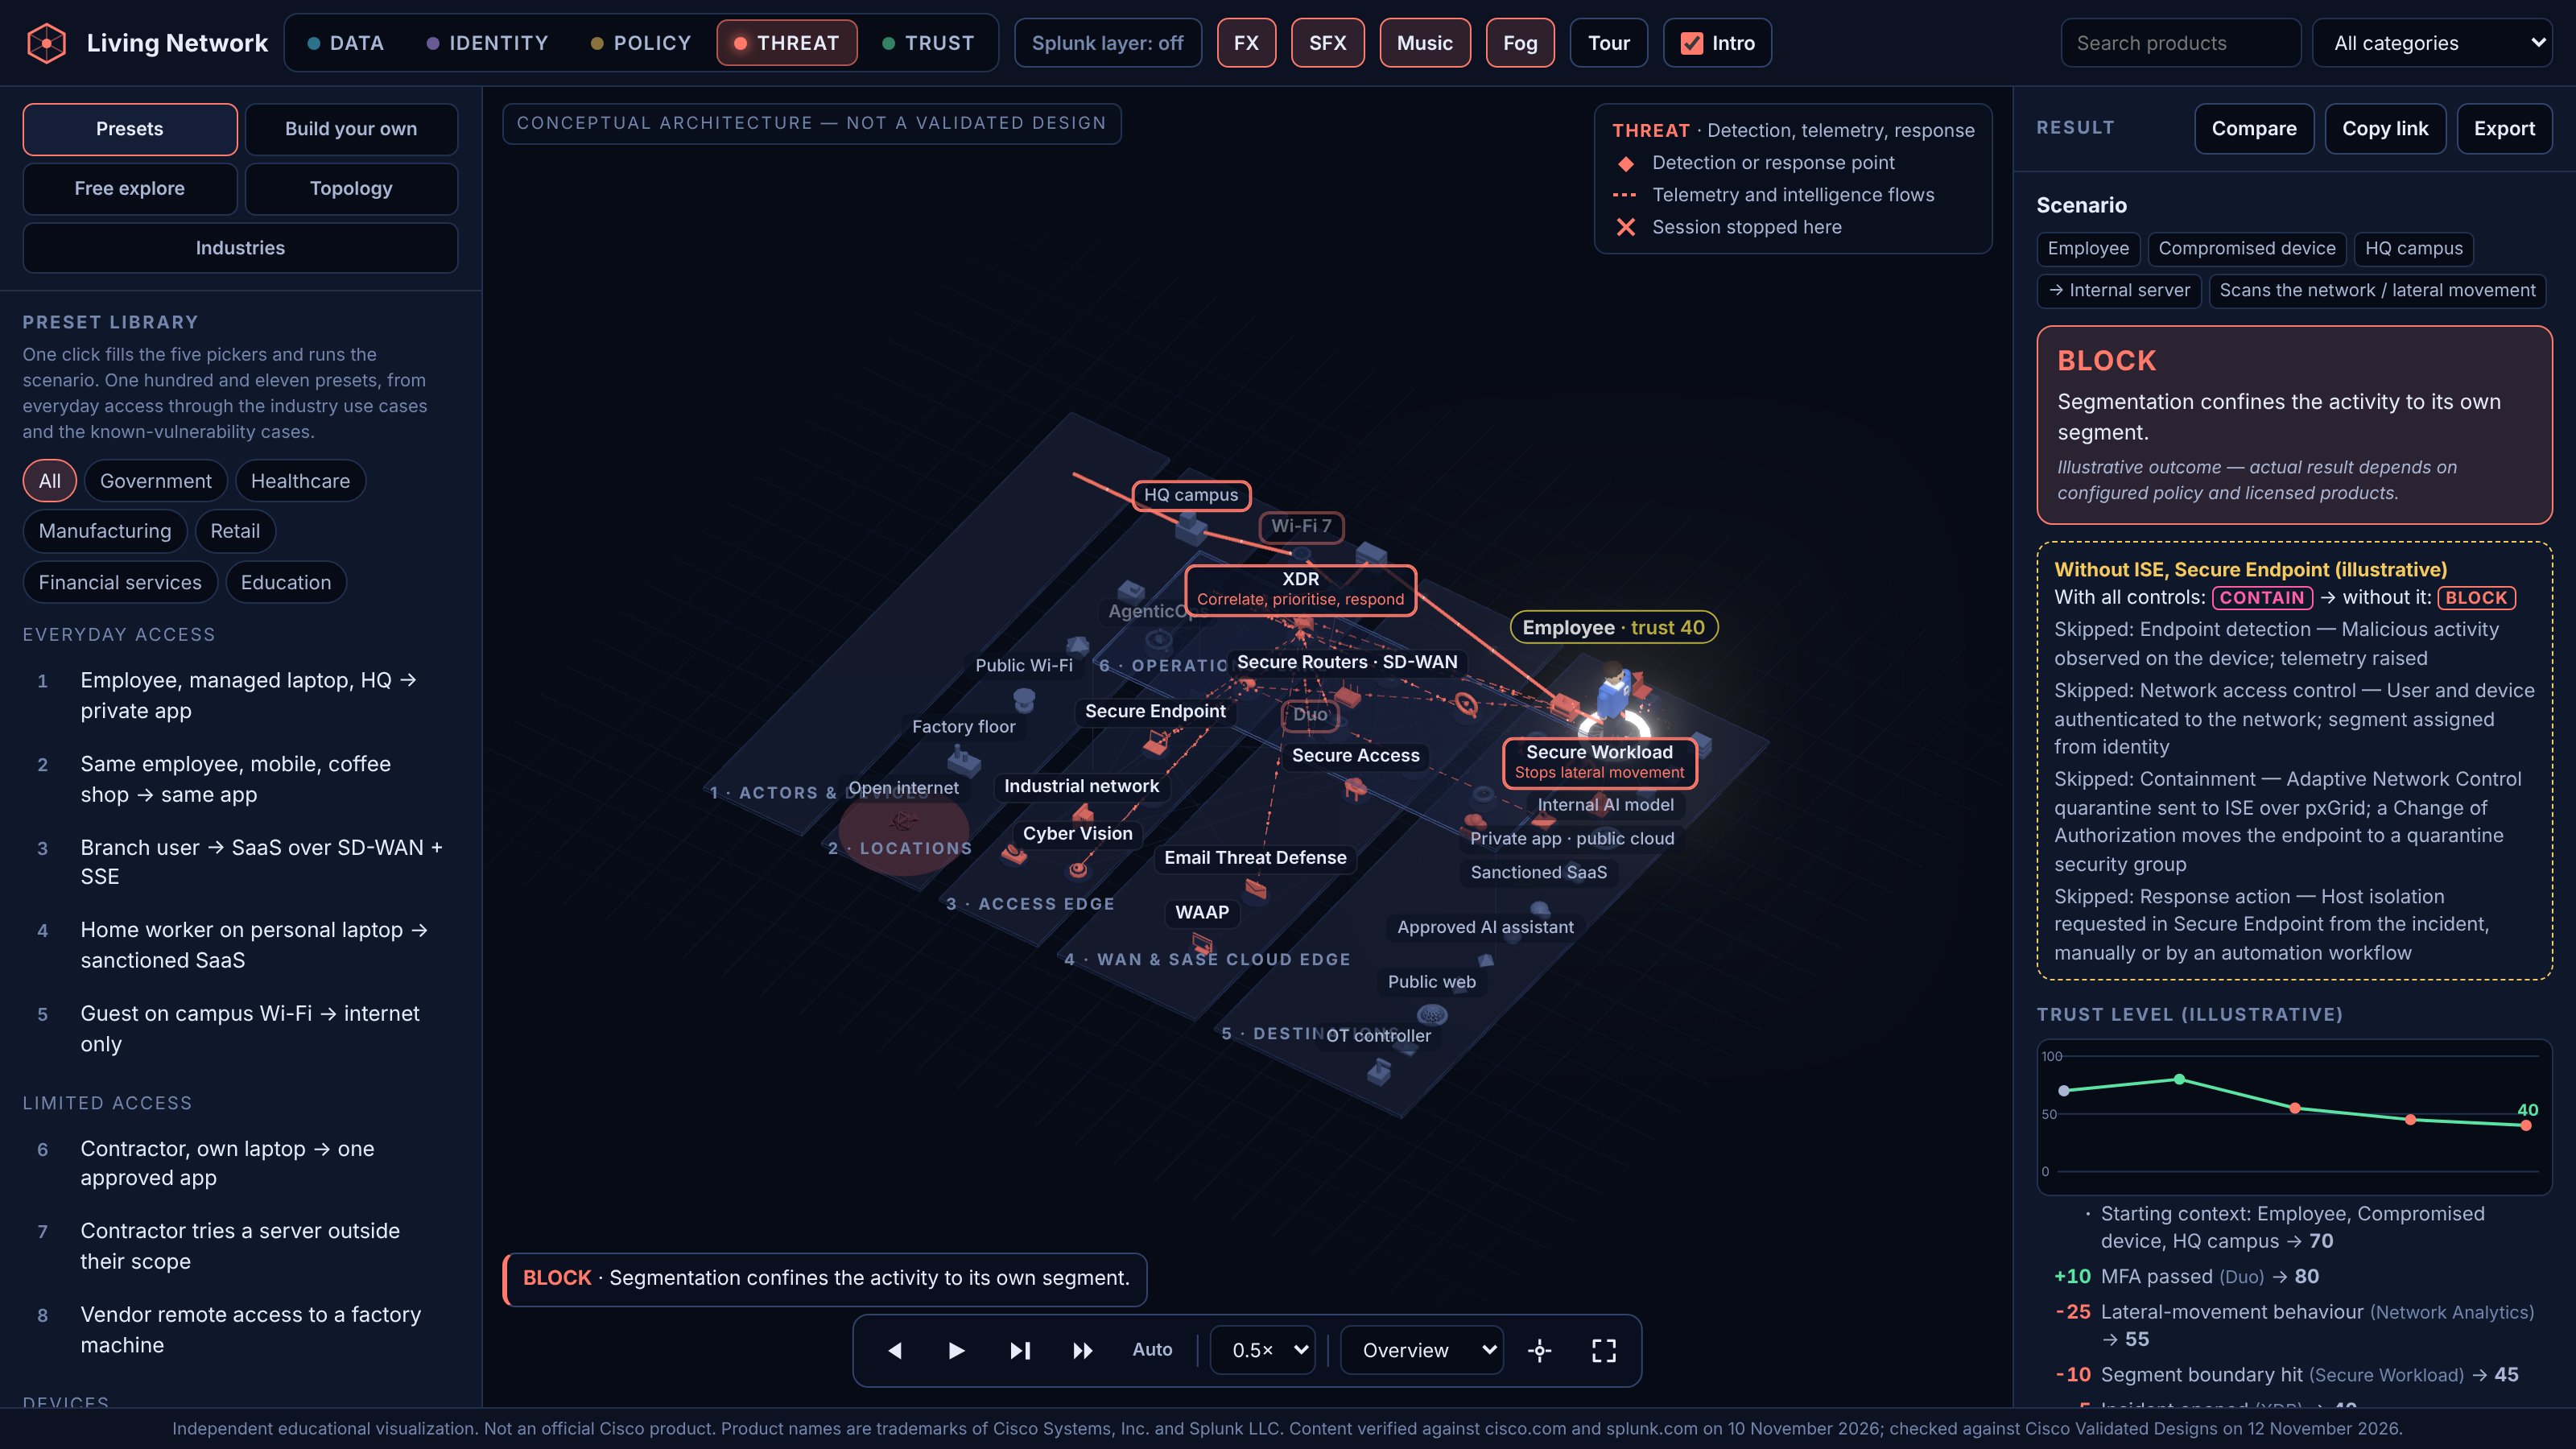 Living Network
DATA
IDENTITY
POLICY
THREAT
TRUST
Splunk layer: off
FX
SFX
Music
Fog
Tour
Intro
Search products
All categories
Presets
Build your own
Free explore
Topology
Industries
PRESET LIBRARY
One click fills the five pickers and runs the
scenario. One hundred and eleven presets, from
everyday access through the industry use cases
and the known-vulnerability cases.
All
Government
Healthcare
Manufacturing
Retail
Financial services
Education
EVERYDAY ACCESS
1 Employee, managed laptop, HQ →
private app
2 Same employee, mobile, coffee
shop → same app
3 Branch user → SaaS over SD-WAN +
SSE
4 Home worker on personal laptop →
sanctioned SaaS
5 Guest on campus Wi-Fi → internet
only
LIMITED ACCESS
6 Contractor, own laptop → one
approved app
7 Contractor tries a server outside
their scope
8 Vendor remote access to a factory
machine
DEVICES
CONCEPTUAL ARCHITECTURE — NOT A VALIDATED DESIGN
THREAT · Detection, telemetry, response
Detection or response point
Telemetry and intelligence flows
Session stopped here
HQ campus
Wi-Fi 7
XDR
Correlate, prioritise, respond
AgenticOps
Employee · trust 40
Public Wi-Fi
6 · OPERATIO
Secure Routers · SD-WAN
Secure Endpoint
Duo
Factory floor
Secure Access
Secure Workload
Stops lateral movement
Industrial network
Open internet
1 · ACTORS & DEVICES
Internal AI model
Cyber Vision
Private app · public cloud
2 · LOCATIONS
Email Threat Defense
Sanctioned SaaS
3 · ACCESS EDGE
WAAP
Approved AI assistant
4 · WAN & SASE CLOUD EDGE
Public web
5 · DESTINATIONS
OT controller
BLOCK · Segmentation confines the activity to its own segment.
Auto
0.5×
Overview
RESULT
Compare
Copy link
Export
Scenario
Employee
Compromised device
HQ campus
→ Internal server
Scans the network / lateral movement
BLOCK
Segmentation confines the activity to its own
segment.
Illustrative outcome — actual result depends on
configured policy and licensed products.
Without ISE, Secure Endpoint (illustrative)
With all controls: CONTAIN → without it: BLOCK
Skipped: Endpoint detection — Malicious activity
observed on the device; telemetry raised
Skipped: Network access control — User and device
authenticated to the network; segment assigned
from identity
Skipped: Containment — Adaptive Network Control
quarantine sent to ISE over pxGrid; a Change of
Authorization moves the endpoint to a quarantine
security group
Skipped: Response action — Host isolation
requested in Secure Endpoint from the incident,
manually or by an automation workflow
TRUST LEVEL (ILLUSTRATIVE)
100
50
40
0
· Starting context: Employee, Compromised
device, HQ campus → 70
+10 MFA passed (Duo) → 80
-25 Lateral-movement behaviour (Network Analytics)
→ 55
-10 Segment boundary hit (Secure Workload) → 45
-5 Incident opened (XDR) → 40
Independent educational visualization. Not an official Cisco product. Product names are trademarks of Cisco Systems, Inc. and Splunk LLC. Content verified against cisco.com and splunk.com on 10 November 2026; checked against Cisco Validated Designs on 12 November 2026.